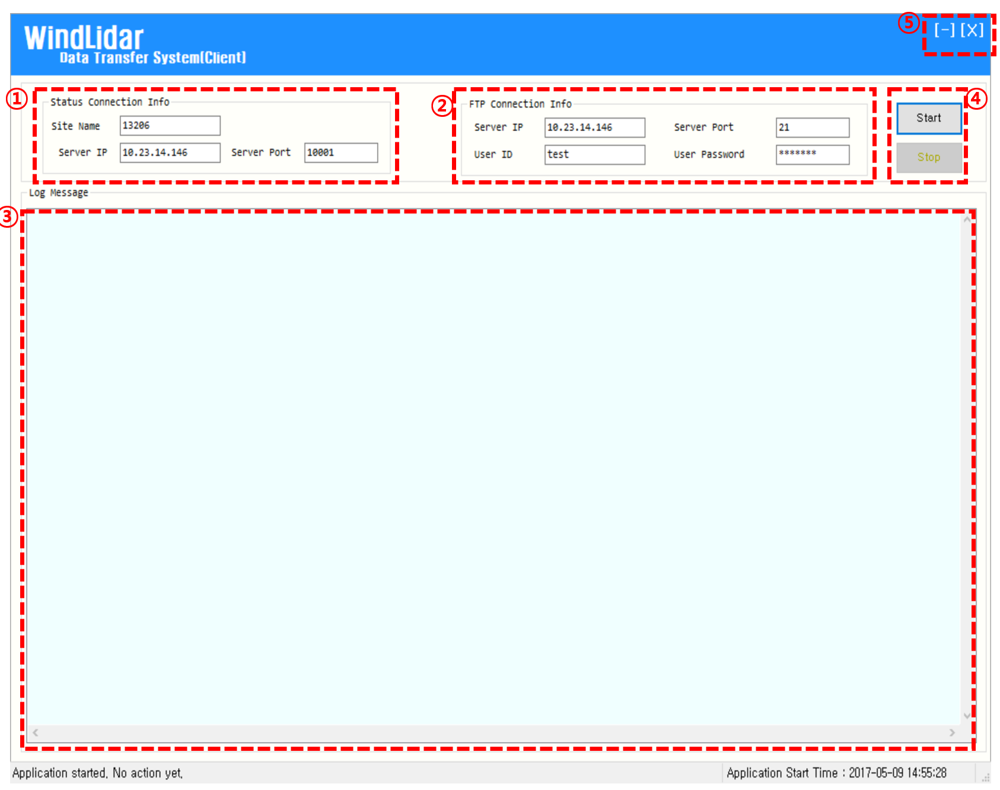 WindLidar
Data Transfer System(Client)
⑤ [-] [X]
① Status Connection Info
Site Name 13206
Server IP 10.23.14.146 Server Port 10001
② FTP Connection Info
Server IP 10.23.14.146 Server Port 21
User ID test User Password *******
④ Start
Stop
Log Message
③
Application started, No action yet,
Application Start Time : 2017-05-09 14:55:28